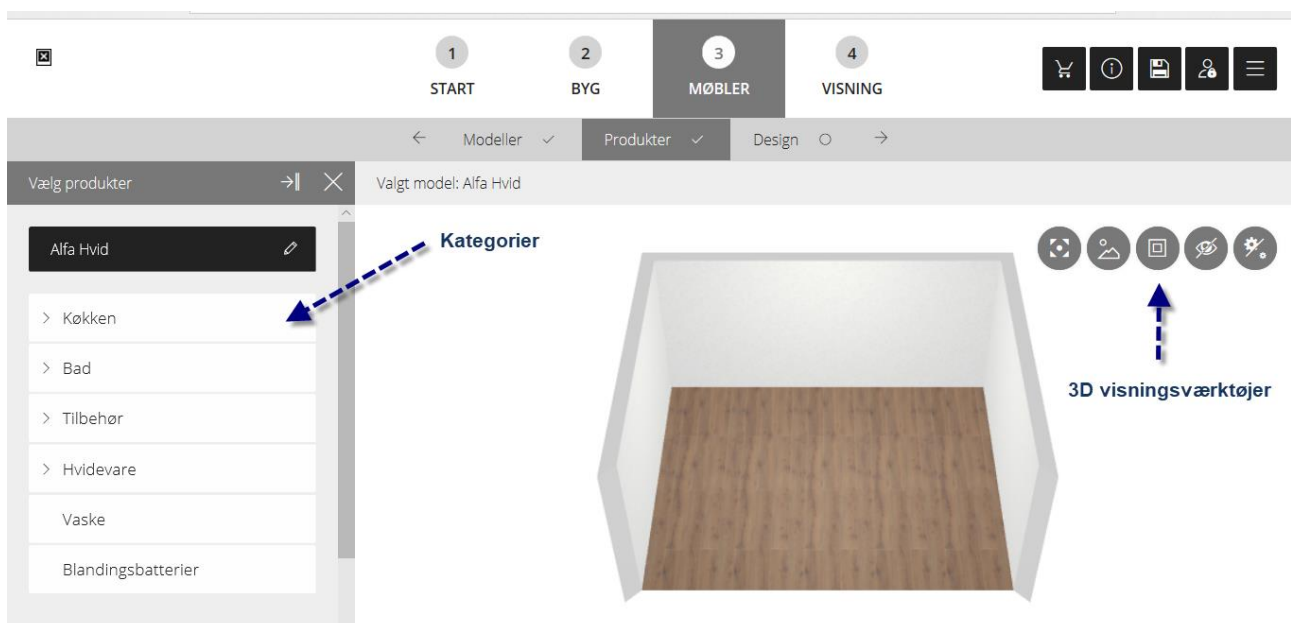 1 2 3 4
START BYG MØBLER VISNING
Modeller Produkter Design
Vælg produkter
Valgt model: Alfa Hvid
Alfa Hvid
Kategorier
Køkken
Bad
3D visningsværktøjer
Tilbehør
Hvidevare
Vaske
Blandingsbatterier